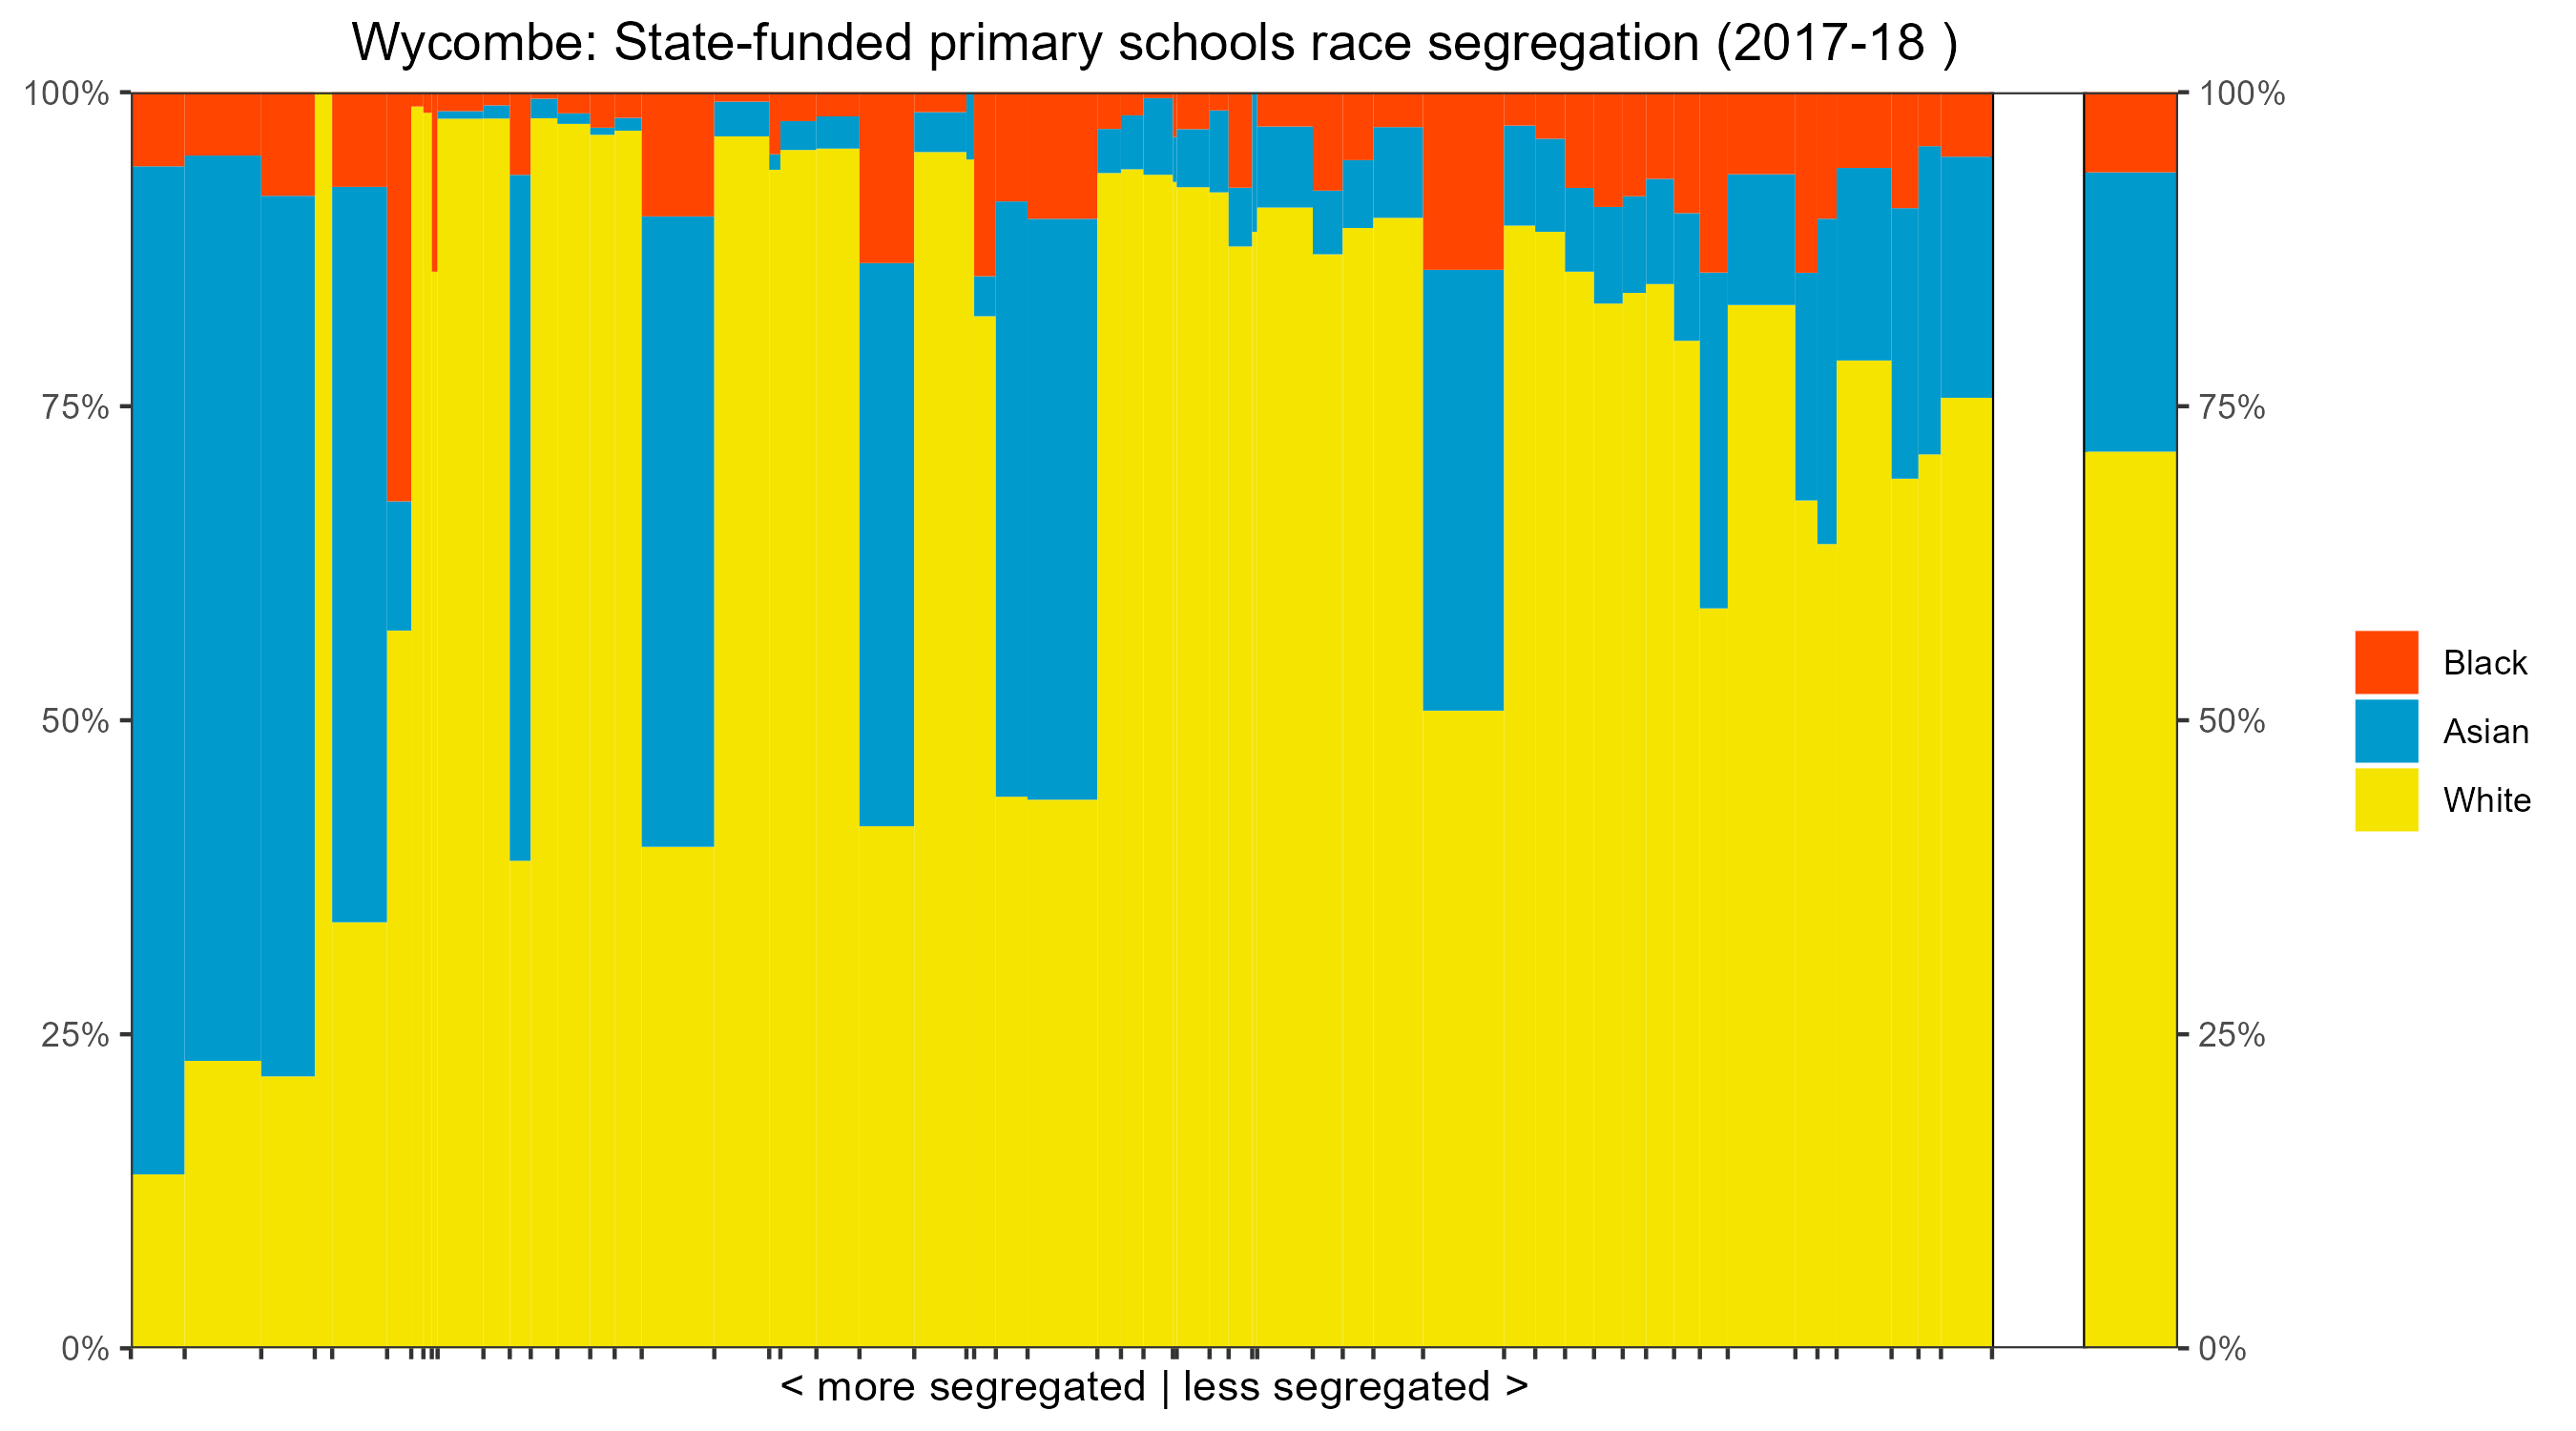 Wycombe: State-funded primary schools race segregation (2017-18 )
100%
75%
50%
25%
0%
100%
75%
50%
25%
0%
Black
Asian
White
< more segregated | less segregated >